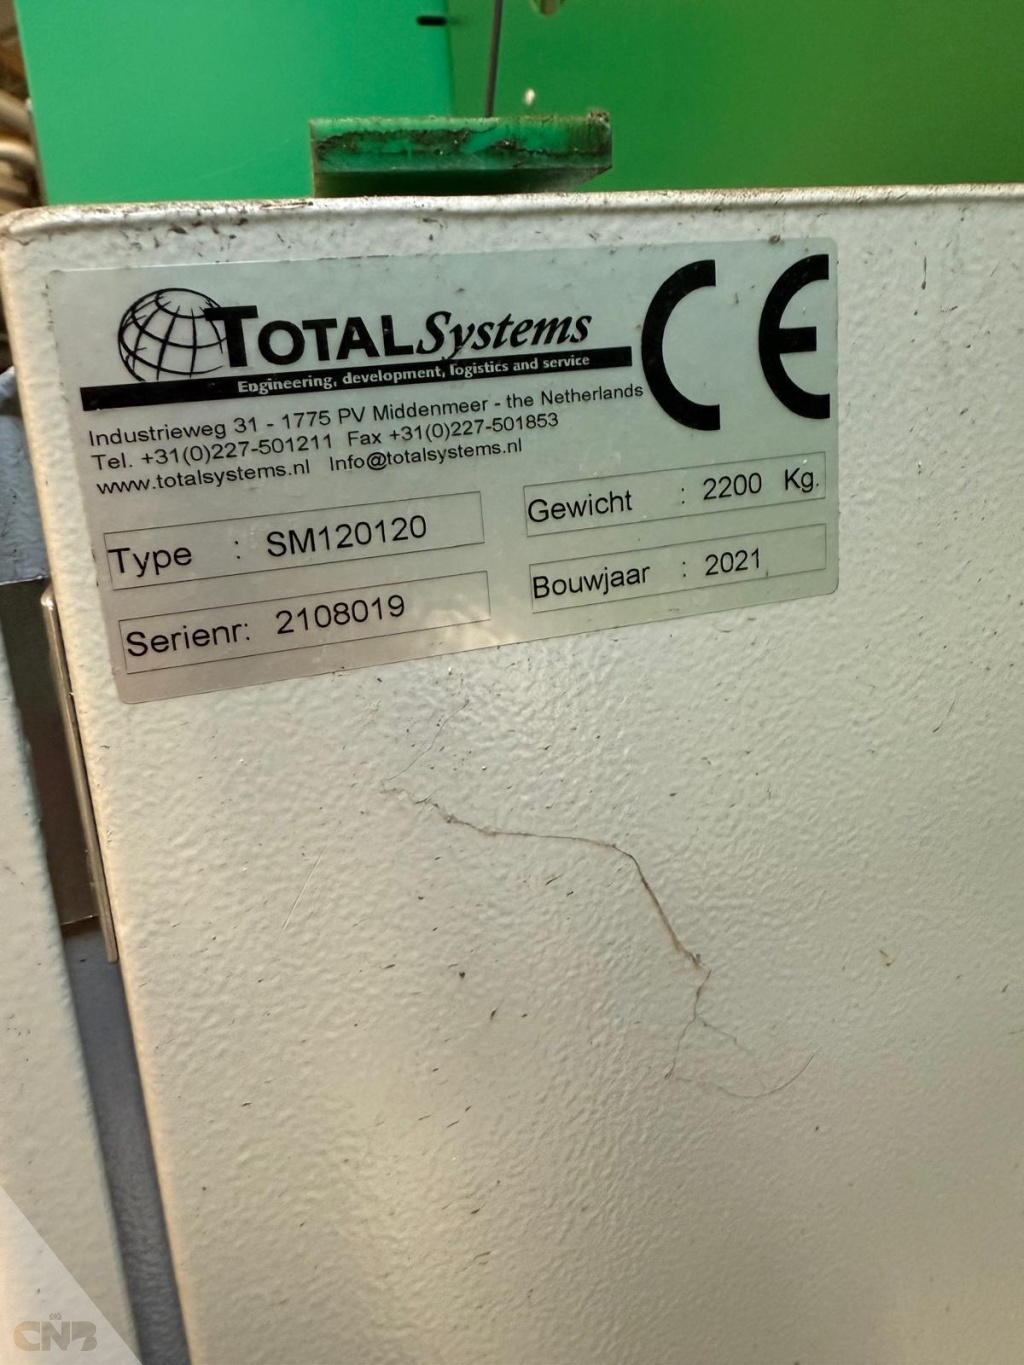 TOTALSystems
Engineering, development, logistics and service
CE
Industrieweg 31 - 1775 PV Middenmeer - the Netherlands
Tel. +31(0)227-501211 Fax +31(0)227-501853
www.totalsystems.nl Info@totalsystems.nl
Type : SM120120
Gewicht : 2200 Kg.
Serienr: 2108019
Bouwjaar : 2021
CNB